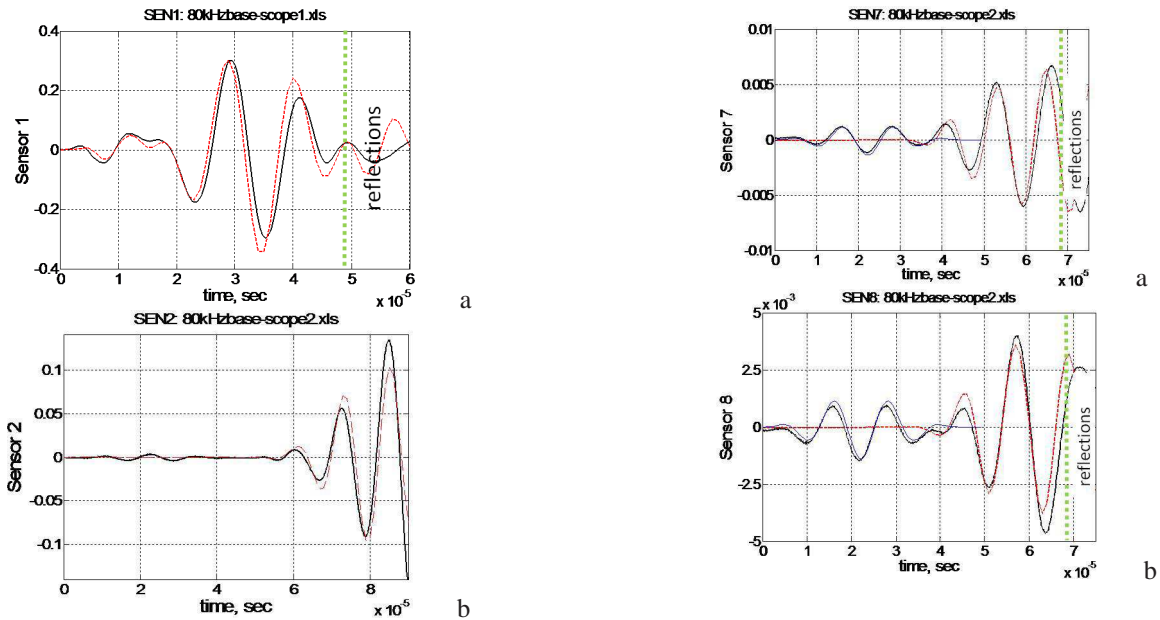 SEN1: 80kHzbase-scope1.xls
0.4
0.2
0
-0.2
-0.4
Sensor 1
reflections
0 1 2 3 4 5 6
time, sec
x 10^-5
a
SEN2: 80kHzbase-scope2.xls
0.1
0.05
0
-0.05
-0.1
Sensor 2
0 2 4 6 8
time, sec
x 10^-5
b
SEN7: 80kHzbase-scope2.xls
0.01
0.005
0
-0.005
-0.01
Sensor 7
reflections
0 1 2 3 4 5 6 7
time, sec
x 10^-5
a
x 10^-3
SEN8: 80kHzbase-scope2.xls
5
2.5
0
-2.5
-5
Sensor 8
reflections
0 1 2 3 4 5 6 7
time, sec
x 10^-5
b